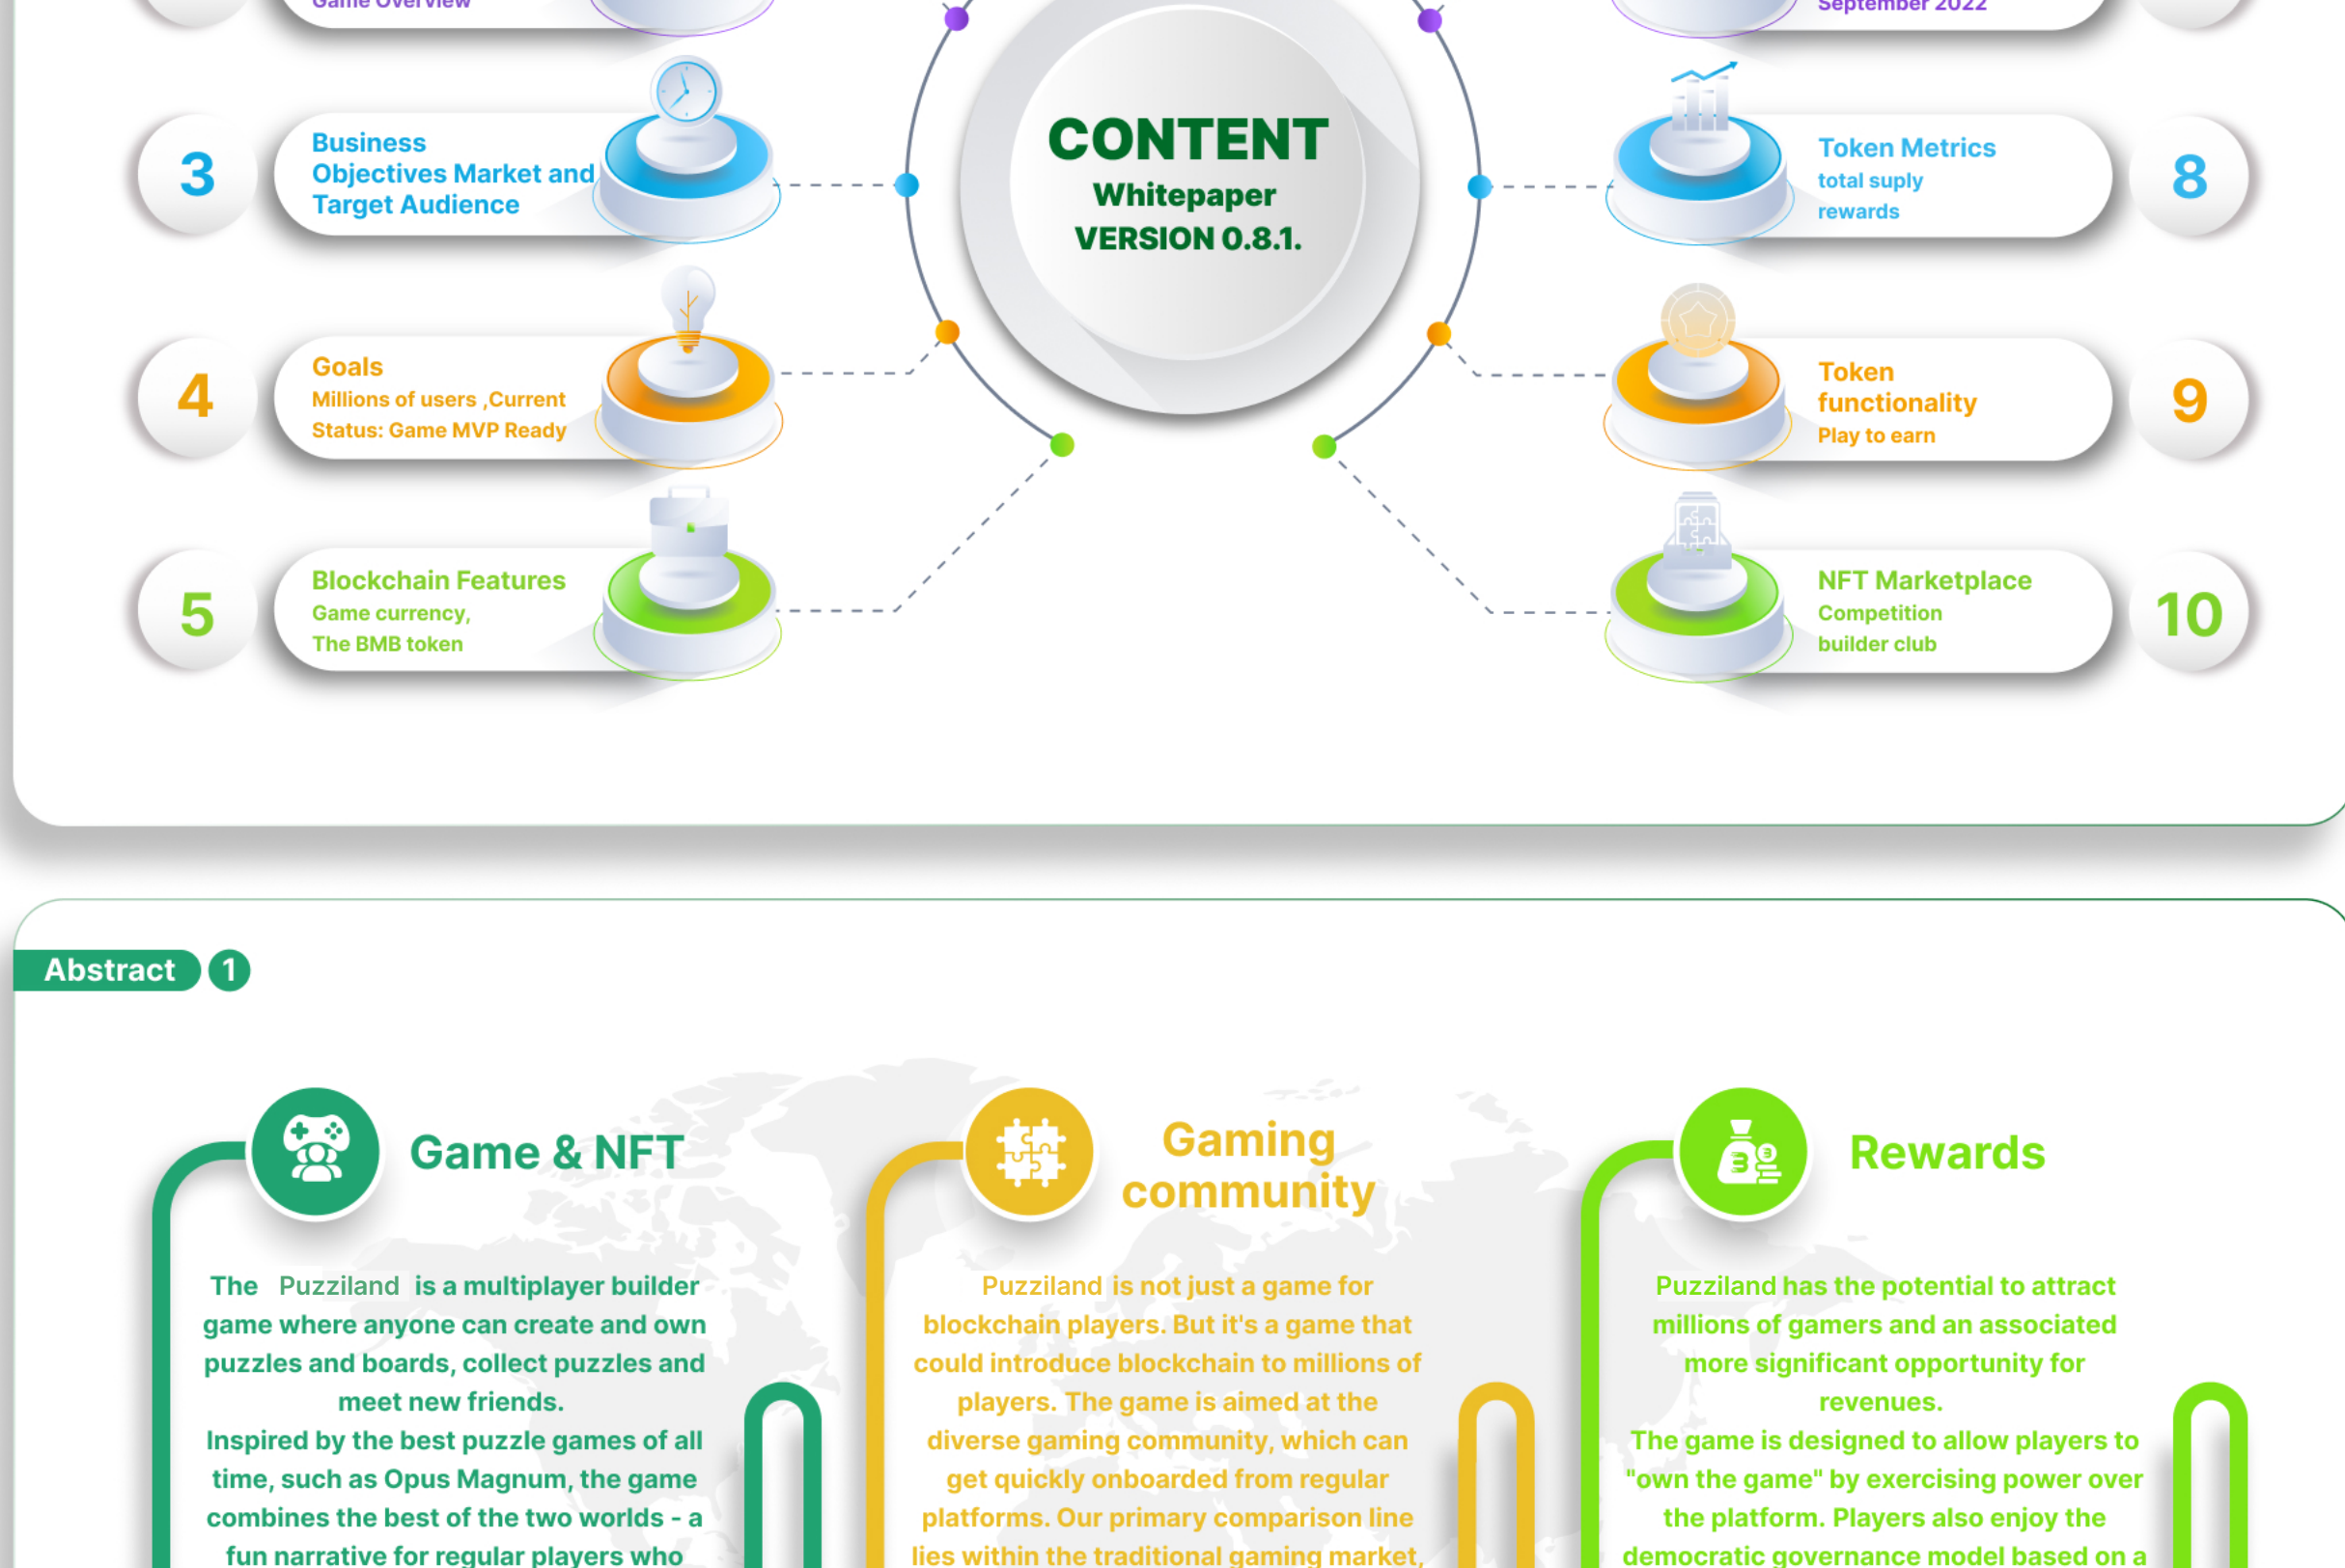 Game Overview
3
Business
Objectives Market and
Target Audience
4
Goals
Millions of users ,Current
Status: Game MVP Ready
5
Blockchain Features
Game currency,
The BMB token
CONTENT
Whitepaper
VERSION 0.8.1.
September 2022
Token Metrics
total suply
rewards
8
Token
functionality
Play to earn
9
NFT Marketplace
Competition
builder club
10
Abstract 1
Game & NFT
The Puzziland is a multiplayer builder
game where anyone can create and own
puzzles and boards, collect puzzles and
meet new friends.
Inspired by the best puzzle games of all
time, such as Opus Magnum, the game
combines the best of the two worlds - a
fun narrative for regular players who
Gaming
community
Puzziland is not just a game for
blockchain players. But it's a game that
could introduce blockchain to millions of
players. The game is aimed at the
diverse gaming community, which can
get quickly onboarded from regular
platforms. Our primary comparison line
lies within the traditional gaming market,
Rewards
Puzziland has the potential to attract
millions of gamers and an associated
more significant opportunity for
revenues.
The game is designed to allow players to
"own the game" by exercising power over
the platform. Players also enjoy the
democratic governance model based on a